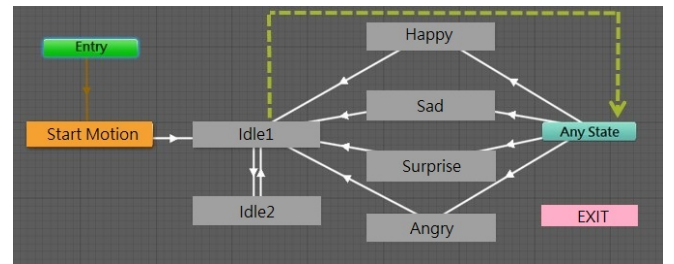 Entry
Happy
Sad
Start Motion
Idle1
Any State
Surprise
Idle2
Angry
EXIT